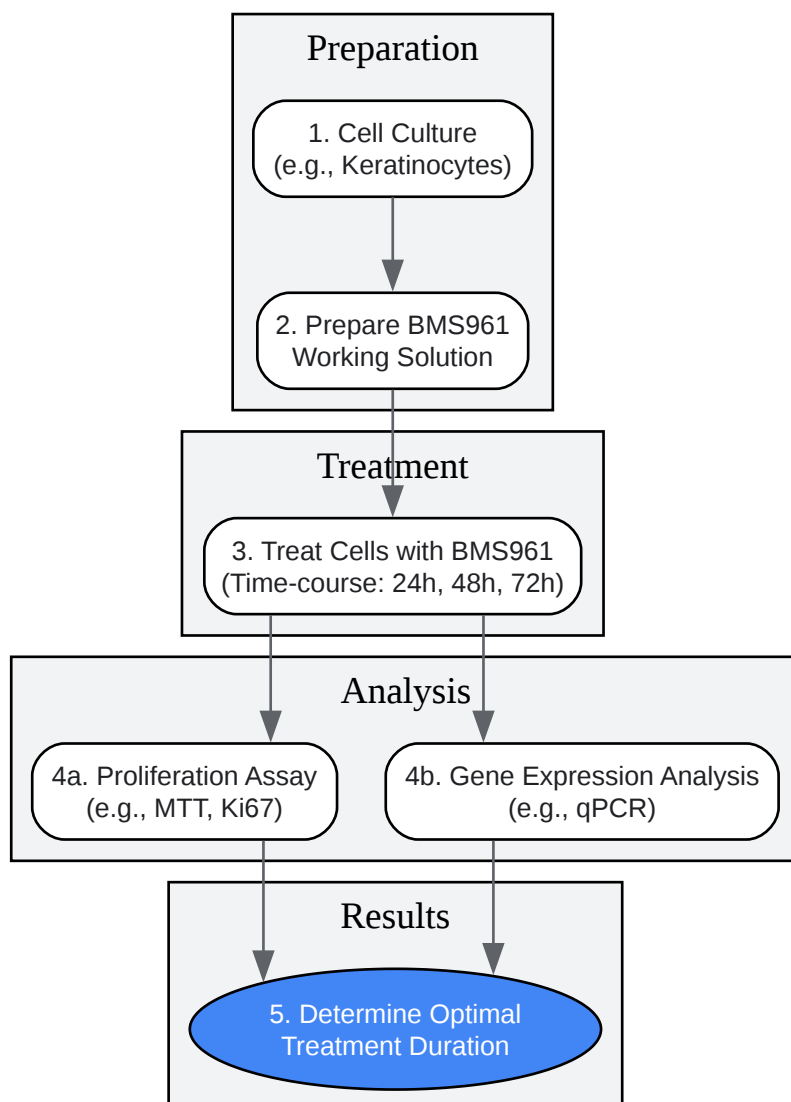 Preparation
1. Cell Culture
(e.g., Keratinocytes)
2. Prepare BMS961
Working Solution
Treatment
3. Treat Cells with BMS961
(Time-course: 24h, 48h, 72h)
Analysis
4a. Proliferation Assay
(e.g., MTT, Ki67)
4b. Gene Expression Analysis
(e.g., qPCR)
Results
5. Determine Optimal
Treatment Duration